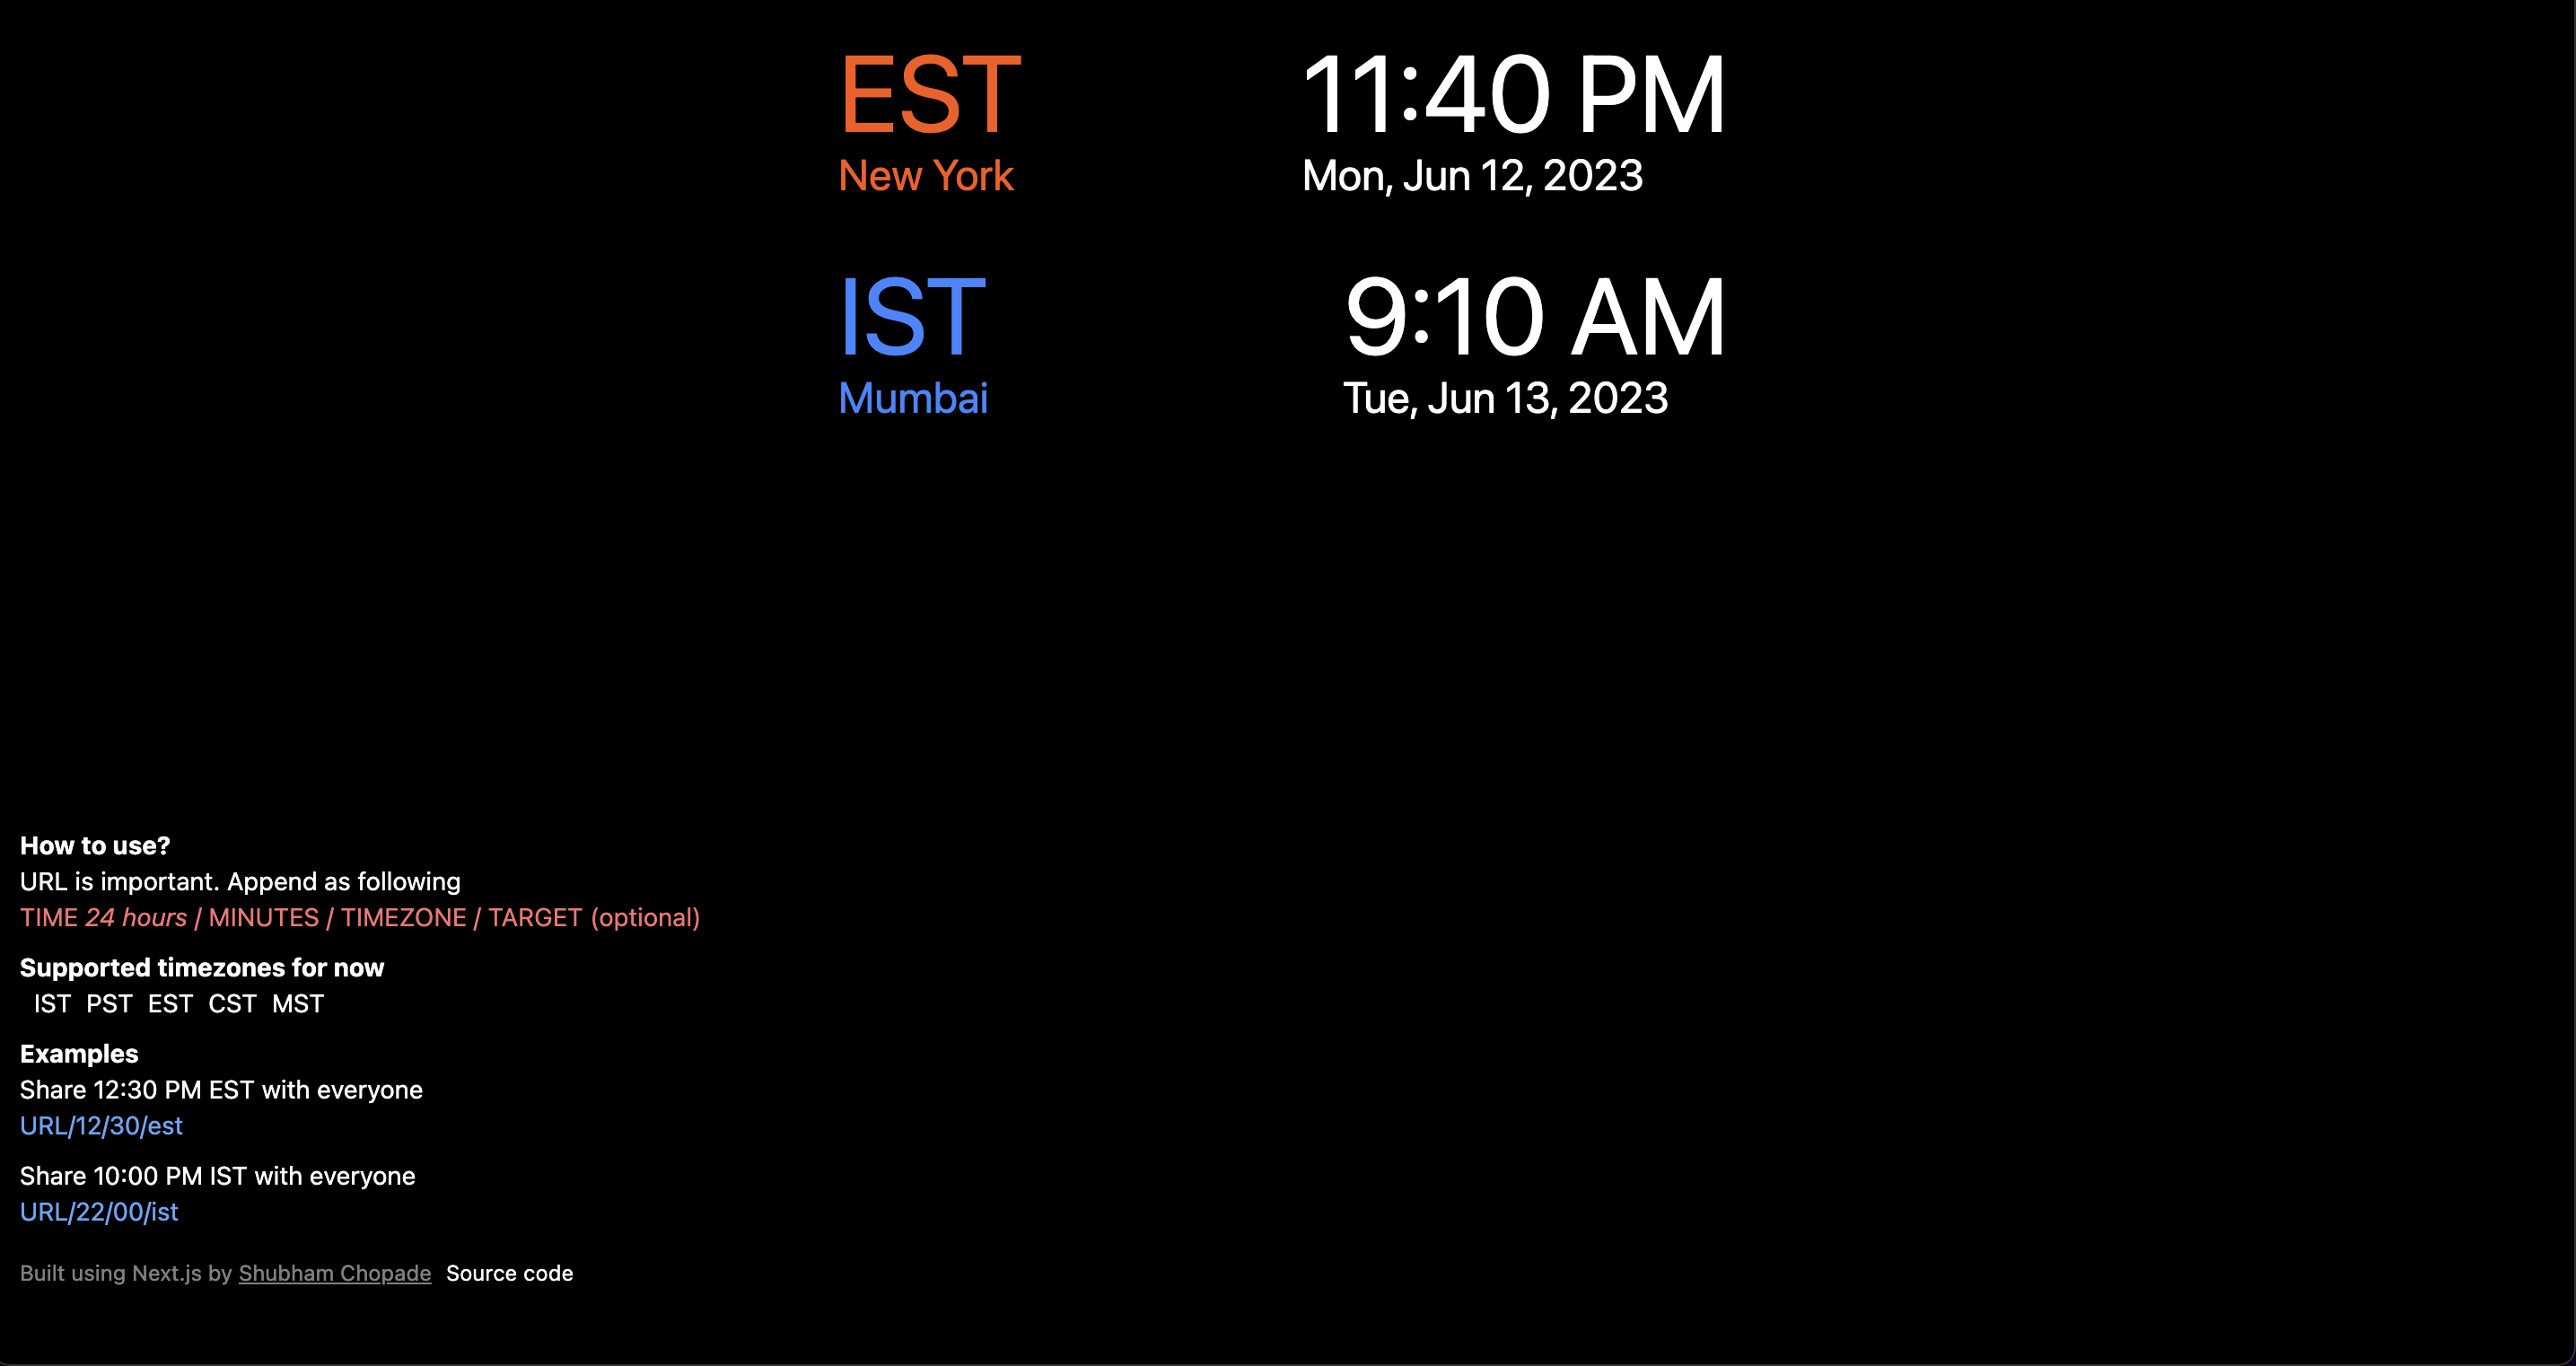 EST 11:40 PM
New York Mon, Jun 12, 2023
IST 9:10 AM
Mumbai Tue, Jun 13, 2023
How to use?
URL is important. Append as following
TIME 24 hours / MINUTES / TIMEZONE / TARGET (optional)
Supported timezones for now
IST PST EST CST MST
Examples
Share 12:30 PM EST with everyone
URL/12/30/est
Share 10:00 PM IST with everyone
URL/22/00/ist
Built using Next.js by Shubham Chopade Source code